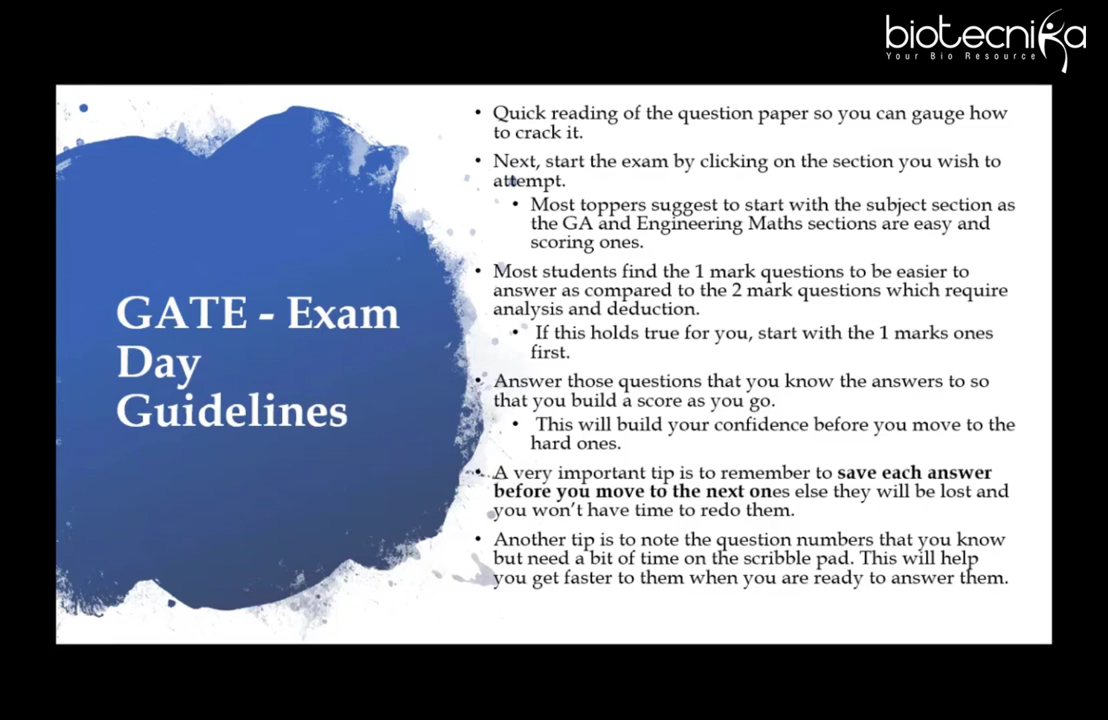 biotecnika
Your Bio Resource
GATE - Exam
Day
Guidelines
• Quick reading of the question paper so you can gauge how
to crack it.
• Next, start the exam by clicking on the section you wish to
attempt.
• Most toppers suggest to start with the subject section as
the GA and Engineering Maths sections are easy and
scoring ones.
• Most students find the 1 mark questions to be easier to
answer as compared to the 2 mark questions which require
analysis and deduction.
• If this holds true for you, start with the 1 marks ones
first.
• Answer those questions that you know the answers to so
that you build a score as you go.
• This will build your confidence before you move to the
hard ones.
• A very important tip is to remember to save each answer
before you move to the next ones else they will be lost and
you won't have time to redo them.
• Another tip is to note the question numbers that you know
but need a bit of time on the scribble pad. This will help
you get faster to them when you are ready to answer them.